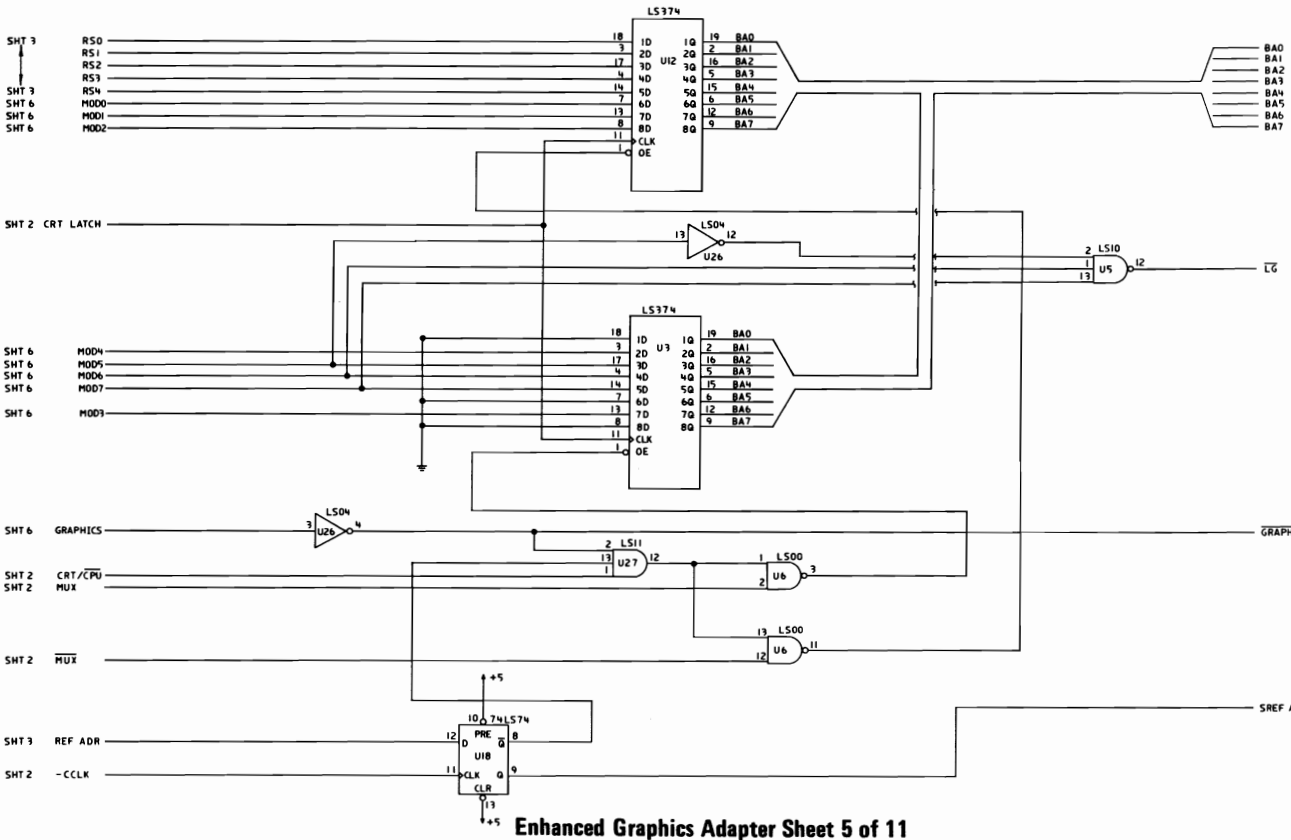 LS374
SHT 3 RS0 18 1D 1Q 19 BA0 BA0
RS1 3 2D 2Q 2 BA1 BA1
RS2 17 3D U12 3Q 16 BA2 BA2
RS3 4 4D 4Q 5 BA3 BA3
SHT 3 RS4 14 5D 5Q 15 BA4 BA4
SHT 6 MOD0 7 6D 6Q 6 BA5 BA5
SHT 6 MOD1 13 7D 7Q 12 BA6 BA6
SHT 6 MOD2 8 8D 8Q 9 BA7 BA7
11 CLK
1 OE
SHT 2 CRT LATCH
LS04
13 12
U26
2 LS10
1 U5 12 LG
13
LS374
18 1D 1Q 19 BA0
SHT 6 MOD4 3 2D U3 2Q 2 BA1
SHT 6 MOD5 17 3D 3Q 16 BA2
SHT 6 MOD6 4 4D 4Q 5 BA3
SHT 6 MOD7 14 5D 5Q 15 BA4
7 6D 6Q 6 BA5
SHT 6 MOD3 13 7D 7Q 12 BA6
8 8D 8Q 9 BA7
11 CLK
1 OE
LS04
SHT 6 GRAPHICS 3 U26 4 GRAPH
LS11
2
13 U27 12
1
SHT 2 CRT/CPU
SHT 2 MUX
LS00
1
2 U6 3
LS00
13
12 U6 11
SHT 2 MUX
+5
10 74LS74
PRE
SHT 3 REF ADR 12 D Q 8
U18
SHT 2 -CCLK 11 CLK Q 9
CLR
13
+5
SREF A
Enhanced Graphics Adapter Sheet 5 of 11